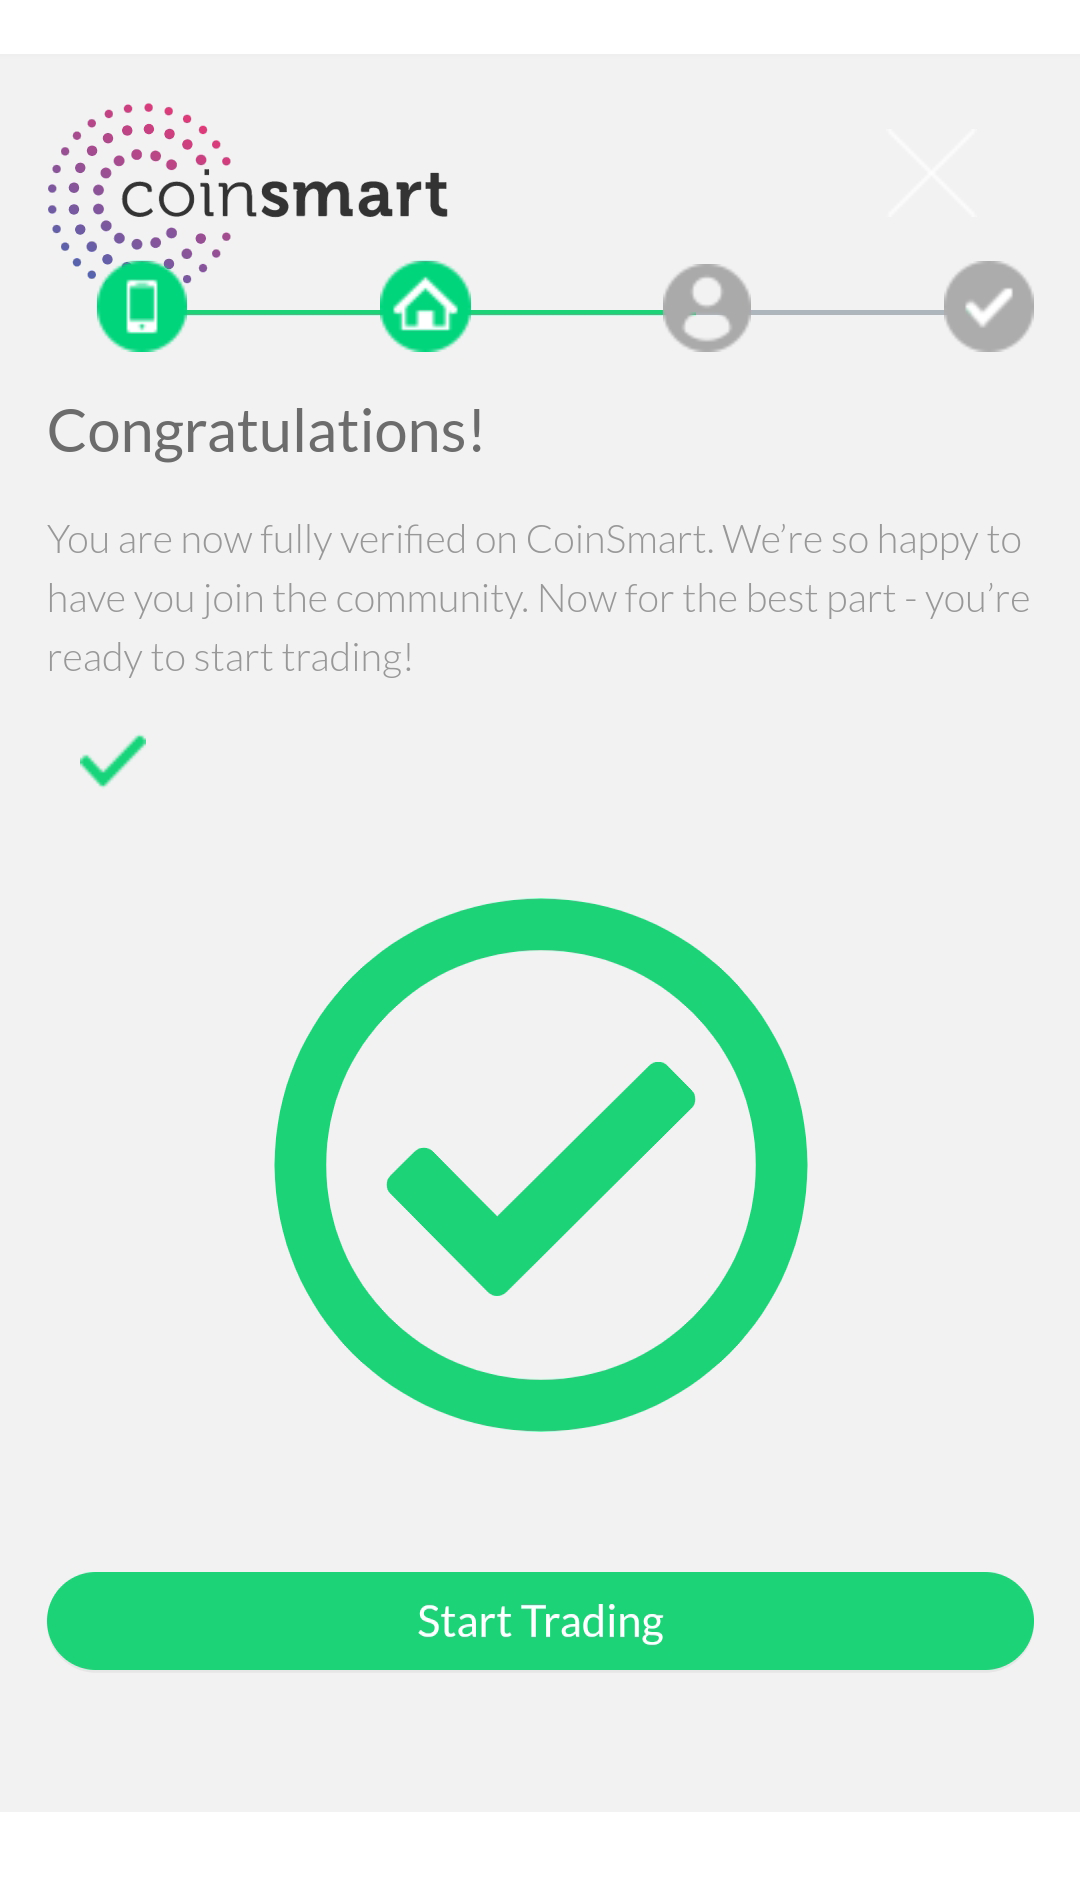 coinsmart
Congratulations!
You are now fully verified on CoinSmart. We’re so happy to
have you join the community. Now for the best part - you’re
ready to start trading!
Start Trading